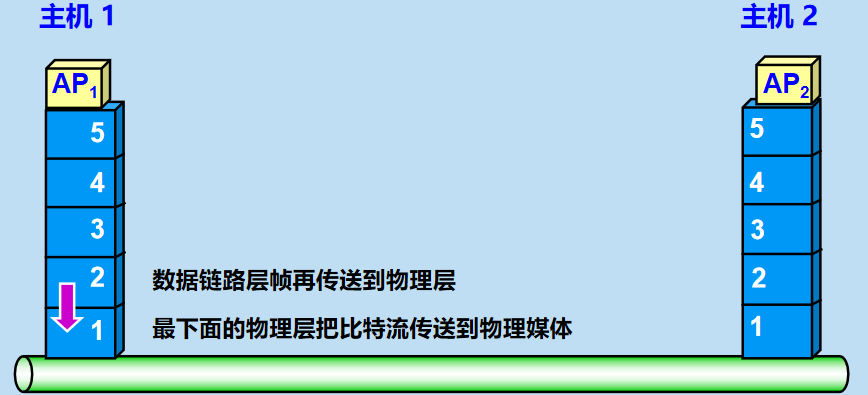 主机 1 主机 2
AP1 AP2
5 5
4 4
3 3
2 数据链路层帧再传送到物理层 2
1 最下面的物理层把比特流传送到物理媒体 1